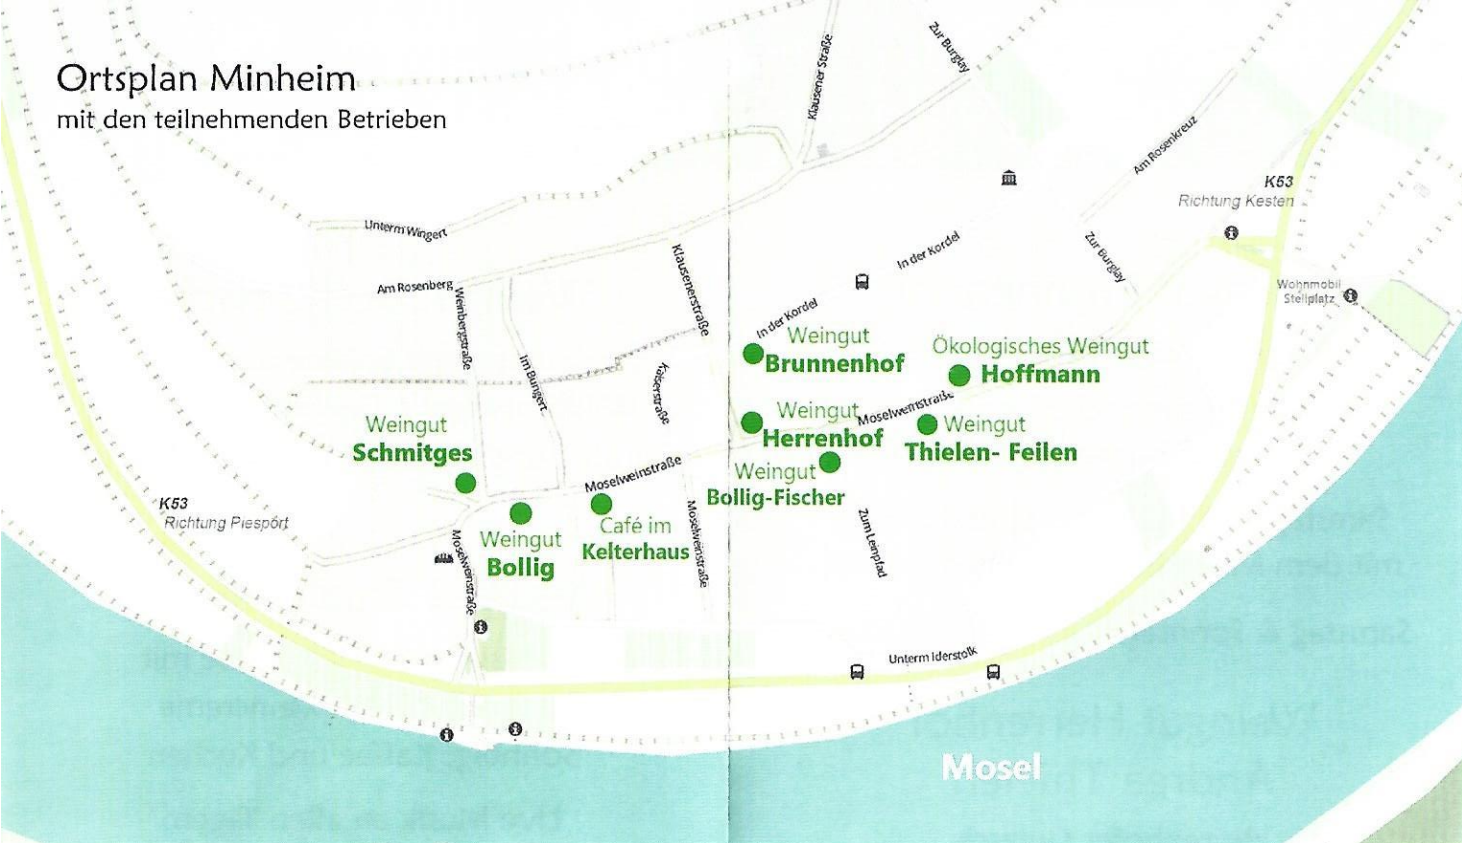 Ortsplan Minheim
mit den teilnehmenden Betrieben
Zur Burglay
Klausener Straße
Am Rosenkreuz
K53
Richtung Kesten
Unterm Wingert
In der Kordel
Zur Burglay
Klausenerstraße
Am Rosenberg
Weinbergstraße
Wohnmobil
Stellplatz
In der Kordel
Weingut
Brunnenhof
Ökologisches Weingut
Hoffmann
Im Bungert
Kaiserstraße
Moselweinstraße
Weingut
Herrenhof
Weingut
Thielen- Feilen
Weingut
Schmitges
Moselweinstraße
Weingut
Bollig-Fischer
K53
Richtung Piesport
Weingut
Bollig
Café im
Kelterhaus
Moselweinstraße
Moselweinstraße
Zum Leinpfad
Unterm Iderstolk
Mosel